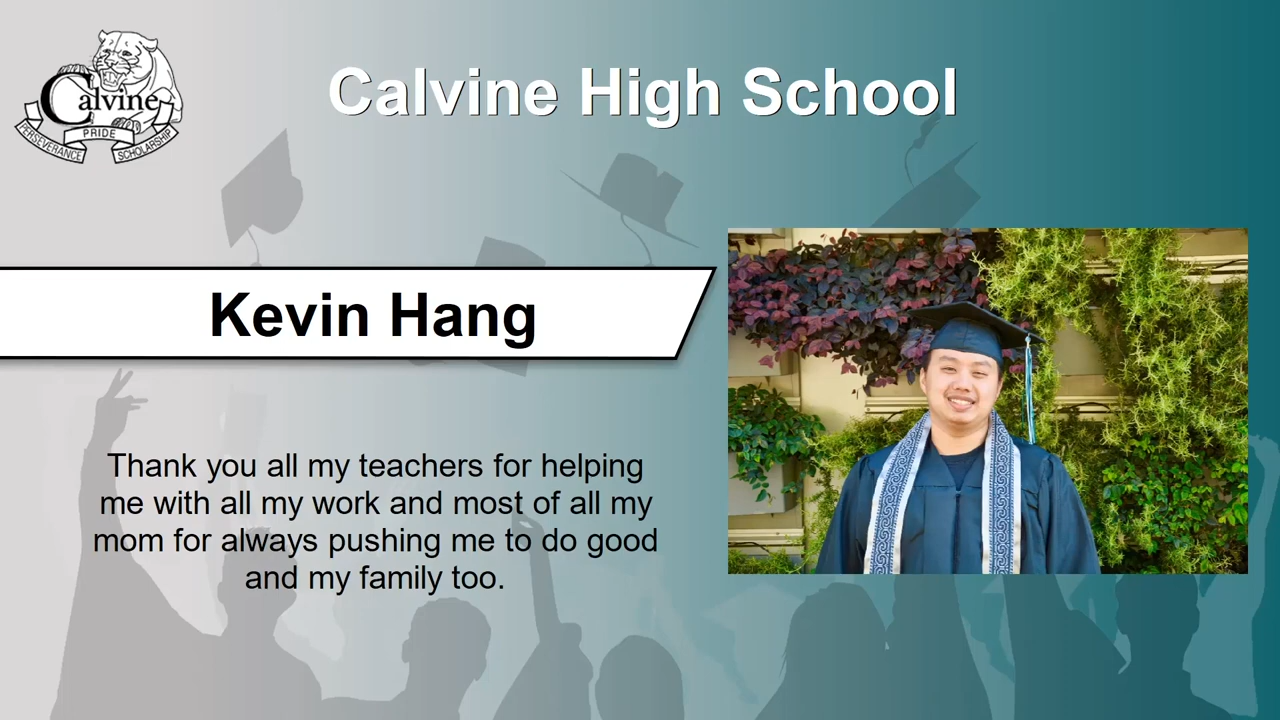 Calvine
PERSEVERANCE
PRIDE
SCHOLARSHIP
Calvine High School
Kevin Hang
Thank you all my teachers for helping
me with all my work and most of all my
mom for always pushing me to do good
and my family too.